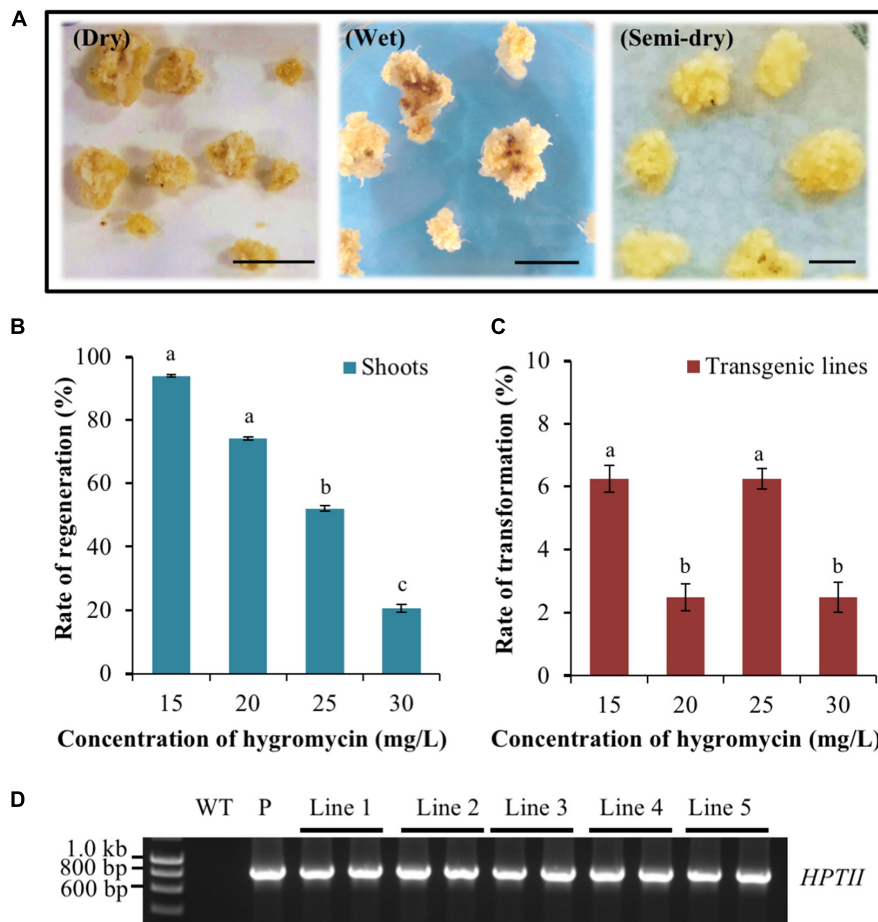 A
(Dry)
(Wet)
(Semi-dry)
B
Rate of regeneration (%)
100
80
60
40
20
0
a
a
b
c
Shoots
15 20 25 30
Concentration of hygromycin (mg/L)
C
Rate of transformation (%)
10
8
6
4
2
0
a
b
a
b
Transgenic lines
15 20 25 30
Concentration of hygromycin (mg/L)
D
WT P Line 1 Line 2 Line 3 Line 4 Line 5
1.0 kb
800 bp
600 bp
HPTII